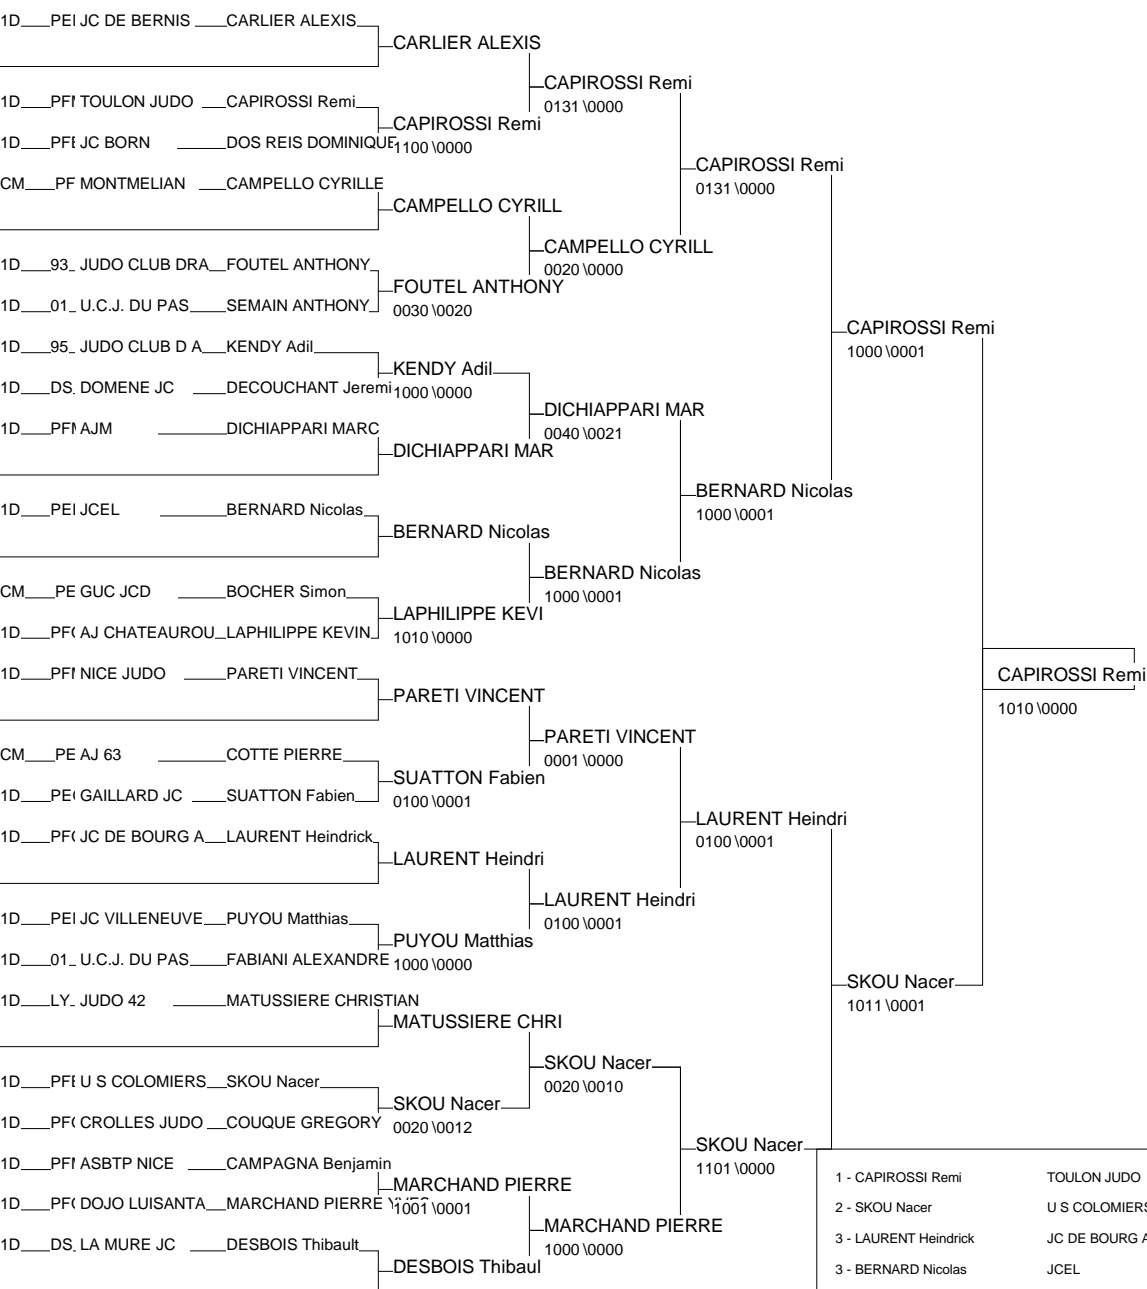 1D PEI JC DE BERNIS CARLIER ALEXIS
CARLIER ALEXIS
CAPIROSSI Remi
0131 \0000
1D TOULON JUDO CAPIROSSI Remi
CAPIROSSI Remi
1100 \0000
1D JC BORN DOS REIS DOMINIQUE
CAPIROSSI Remi
0131 \0000
CM PF MONTMELIAN CAMPELLO CYRILLE
CAMPELLO CYRILL
CAMPELLO CYRILL
0020 \0000
1D 93 JUDO CLUB DRA FOUTEL ANTHONY
FOUTEL ANTHONY
0030 \0020
1D 01 U.C.J. DU PAS SEMAIN ANTHONY
CAPIROSSI Remi
1000 \0001
1D 95 JUDO CLUB D A KENDY Adil
KENDY Adil
1000 \0000
1D DS DOMENE JC DECOUCHANT Jeremi
DICHIAPPARI MAR
0040 \0021
1D AJM DICHIAPPARI MARC
DICHIAPPARI MAR
BERNARD Nicolas
1000 \0001
1D PEI JCEL BERNARD Nicolas
BERNARD Nicolas
BERNARD Nicolas
1000 \0001
CM PE GUC JCD BOCHER Simon
LAPHILIPPE KEVI
1010 \0000
1D AJ CHATEAUROU LAPHILIPPE KEVIN
CAPIROSSI Remi
1010 \0000
1D NICE JUDO PARETI VINCENT
PARETI VINCENT
PARETI VINCENT
0001 \0000
CM PE AJ 63 COTTE PIERRE
SUATTON Fabien
0100 \0001
1D GAILLARD JC SUATTON Fabien
LAURENT Heindri
0100 \0001
1D JC DE BOURG A LAURENT Heindrick
LAURENT Heindri
LAURENT Heindri
0100 \0001
1D PEI JC VILLENEUVE PUYOU Matthias
PUYOU Matthias
1000 \0000
1D 01 U.C.J. DU PAS FABIANI ALEXANDRE
SKOU Nacer
1011 \0001
1D LY JUDO 42 MATUSSIERE CHRISTIAN
MATUSSIERE CHRI
SKOU Nacer
0020 \0010
1D U S COLOMIERS SKOU Nacer
SKOU Nacer
0020 \0012
1D CROLLES JUDO COUQUE GREGORY
SKOU Nacer
1101 \0000
1D ASBTP NICE CAMPAGNA Benjamin
MARCHAND PIERRE
1001 \0001
1D DOJO LUISANTA MARCHAND PIERRE
MARCHAND PIERRE
1000 \0000
1D DS LA MURE JC DESBOIS Thibault
DESBOIS Thibaul
1 - CAPIROSSI Remi TOULON JUDO
2 - SKOU Nacer U S COLOMIERS
3 - LAURENT Heindrick JC DE BOURG A
3 - BERNARD Nicolas JCEL